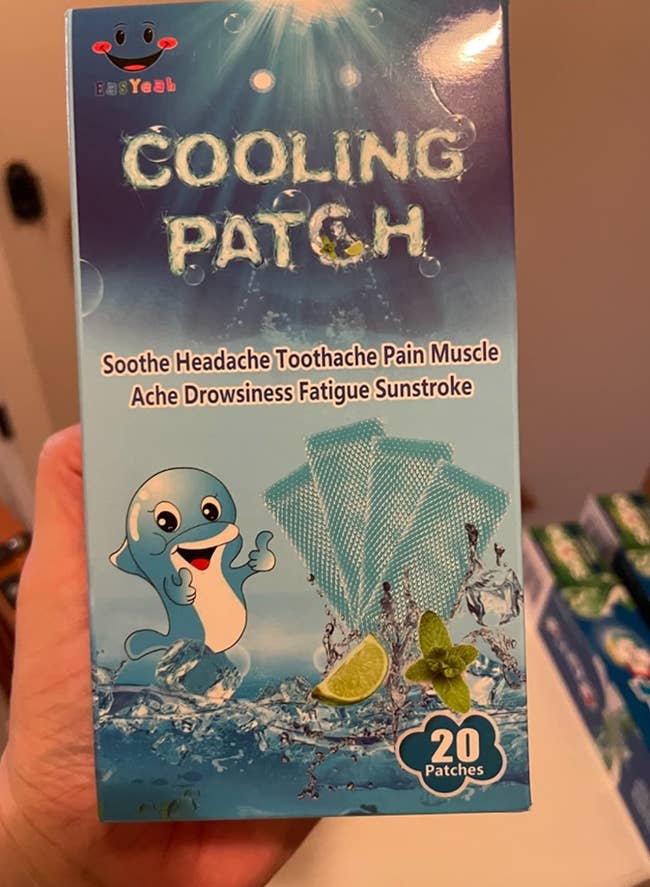 EasYeah
COOLING
PATCH
Soothe Headache Toothache Pain Muscle
Ache Drowsiness Fatigue Sunstroke
20
Patches